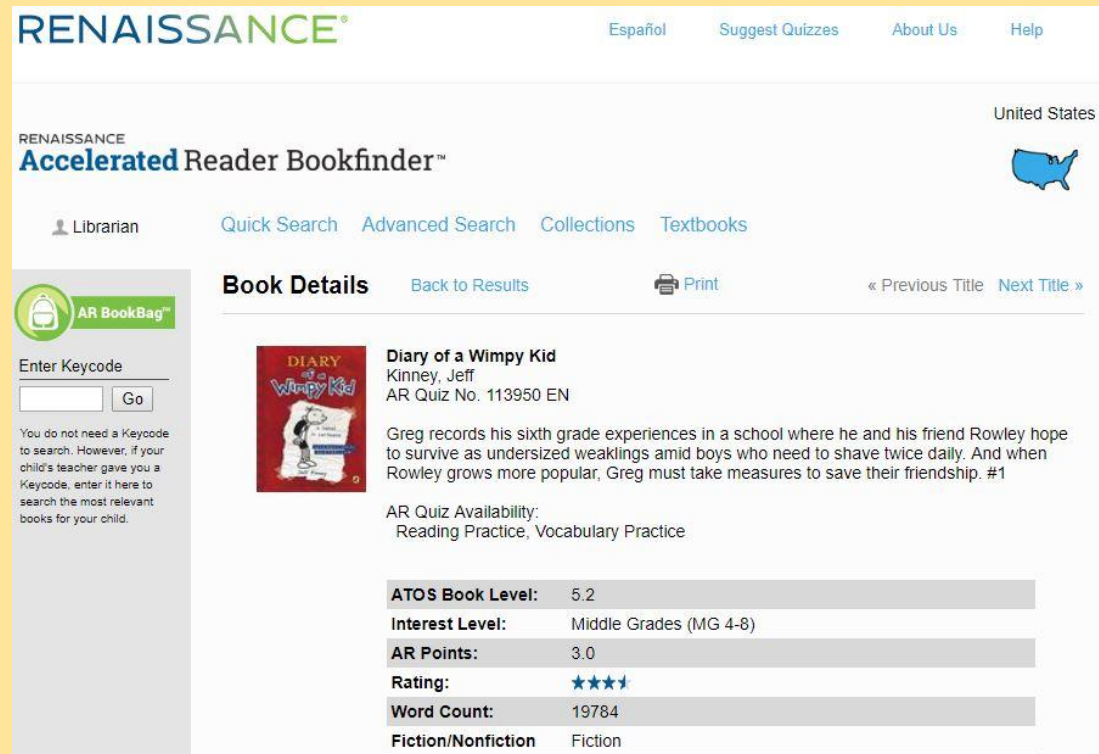 RENAISSANCE®
Español Suggest Quizzes About Us Help
United States
RENAISSANCE
Accelerated Reader Bookfinder™
Librarian
Quick Search Advanced Search Collections Textbooks
AR BookBag™
Enter Keycode
Go
You do not need a Keycode
to search. However, if your
child's teacher gave you a
Keycode, enter it here to
search the most relevant
books for your child.
Book Details Back to Results Print « Previous Title Next Title »
DIARY
of a
Wimpy Kid
Diary of a Wimpy Kid
Kinney, Jeff
AR Quiz No. 113950 EN
Greg records his sixth grade experiences in a school where he and his friend Rowley hope
to survive as undersized weaklings amid boys who need to shave twice daily. And when
Rowley grows more popular, Greg must take measures to save their friendship. #1
AR Quiz Availability:
Reading Practice, Vocabulary Practice
ATOS Book Level: 5.2
Interest Level: Middle Grades (MG 4-8)
AR Points: 3.0
Rating:
Word Count: 19784
Fiction/Nonfiction Fiction